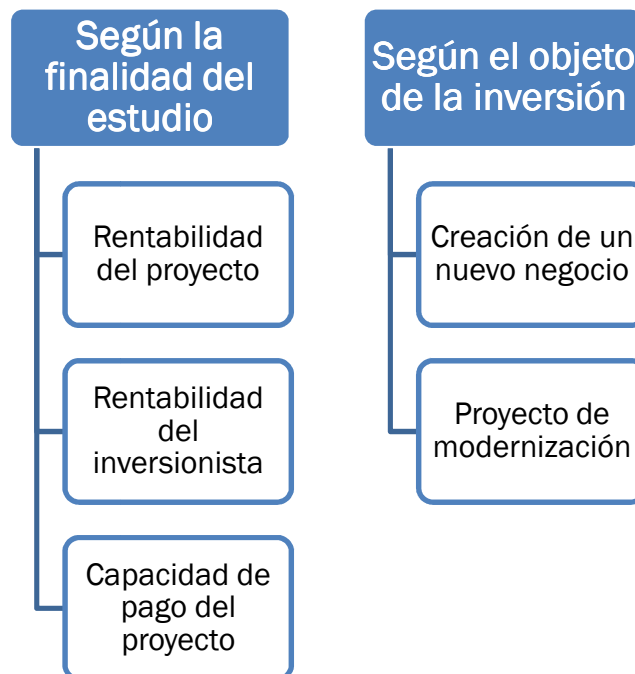 Según la
finalidad del
estudio
Rentabilidad
del proyecto
Rentabilidad
del
inversionista
Capacidad de
pago del
proyecto
Según el objeto
de la inversión
Creación de un
nuevo negocio
Proyecto de
modernización